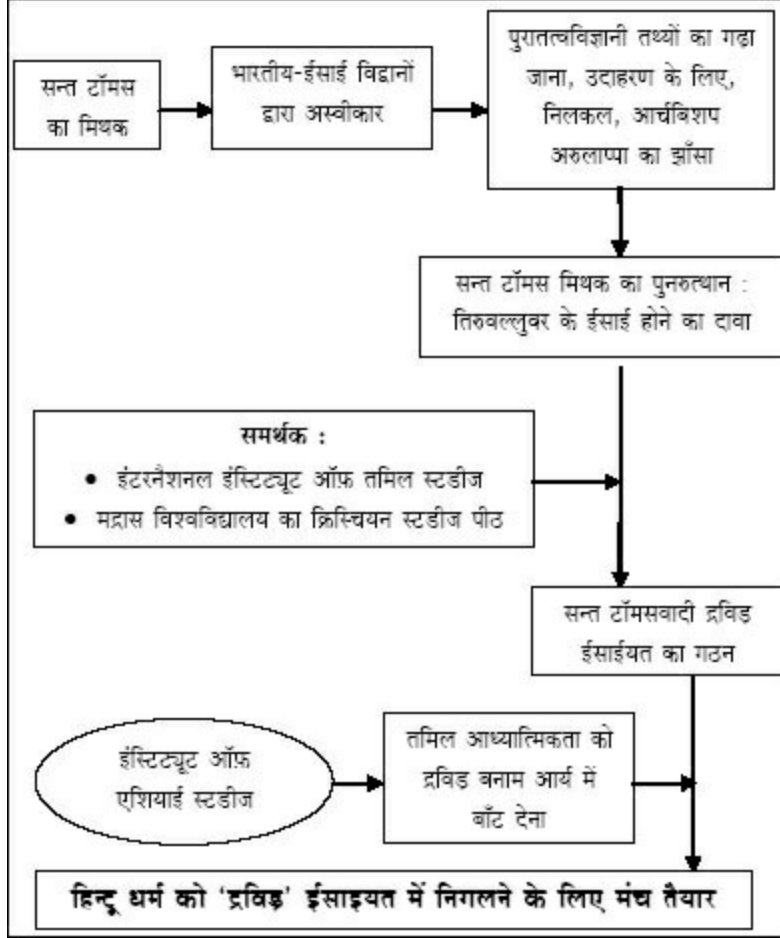 सन्त टॉमस
का मिथक
भारतीय-ईसाई विद्वानों
द्वारा अस्वीकार
पुरातत्वविज्ञानी तथ्यों का गढ़ा
जाना, उदाहरण के लिए,
निलकल, आर्चबिशप
अरुलाप्पा का झाँसा
सन्त टॉमस मिथक का पुनरुत्थान :
तिरुवल्लुवर के ईसाई होने का दावा
समर्थक :
• इंटरनैशनल इंस्टिट्यूट ऑफ़ तमिल स्टडीज
• मद्रास विश्वविद्यालय का क्रिस्चियन स्टडीज पीठ
सन्त टॉमसवादी द्रविड़
ईसाईयत का गठन
इंस्टिट्यूट ऑफ़
एशियाई स्टडीज
तमिल आध्यात्मिकता को
द्रविड़ बनाम आर्य में
बाँट देना
हिन्दू धर्म को ‘द्रविड़’ ईसाइयत में निगलने के लिए मंच तैयार